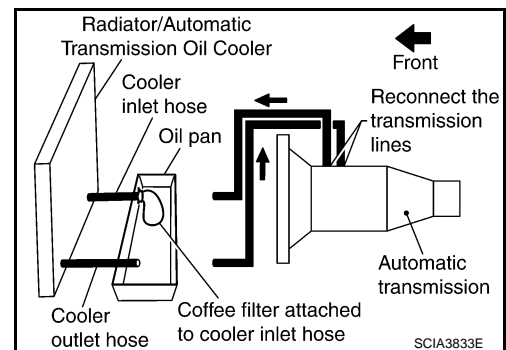 Radiator/Automatic
Transmission Oil Cooler
Front
Cooler
inlet hose
Reconnect the
transmission
lines
Oil pan
Automatic
transmission
Coffee filter attached
to cooler inlet hose
Cooler
outlet hose
SCIA3833E